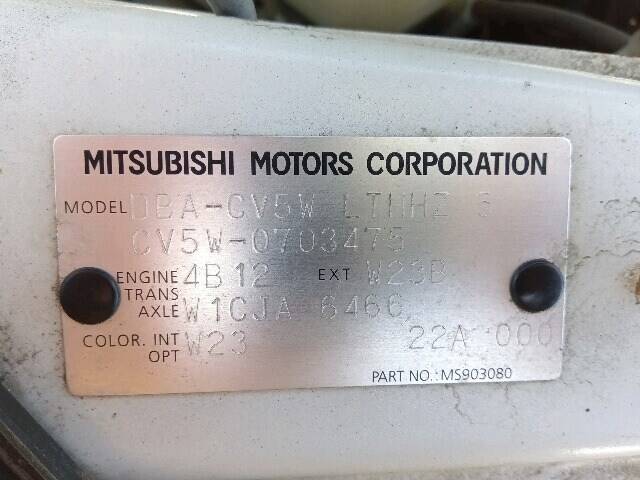 MITSUBISHI MOTORS CORPORATION
MODEL DBA-CV5W LTHHZ
CV5W-0703475
ENGINE 4B12 EXT W23B
TRANS AXLE W1CJA 6466
COLOR. INT OPT W23 22A 000
PART NO.: MS903080